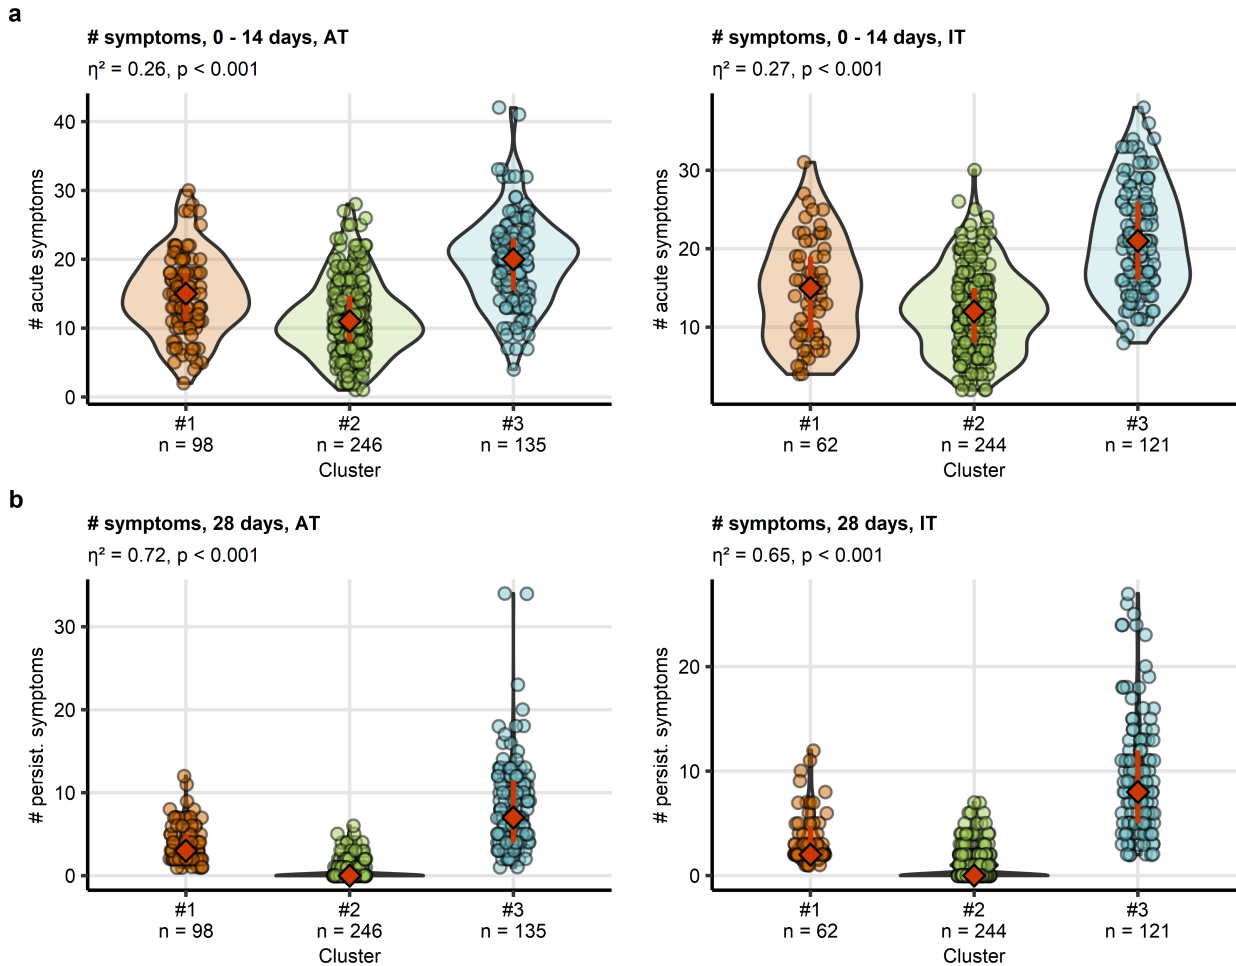 a
# symptoms, 0 - 14 days, AT
η² = 0.26, p < 0.001
# acute symptoms
40
30
20
10
0
#1
n = 98
#2
n = 246
#3
n = 135
Cluster
# symptoms, 0 - 14 days, IT
η² = 0.27, p < 0.001
# acute symptoms
30
20
10
#1
n = 62
#2
n = 244
#3
n = 121
Cluster
b
# symptoms, 28 days, AT
η² = 0.72, p < 0.001
# persist. symptoms
30
20
10
0
#1
n = 98
#2
n = 246
#3
n = 135
Cluster
# symptoms, 28 days, IT
η² = 0.65, p < 0.001
# persist. symptoms
20
10
0
#1
n = 62
#2
n = 244
#3
n = 121
Cluster